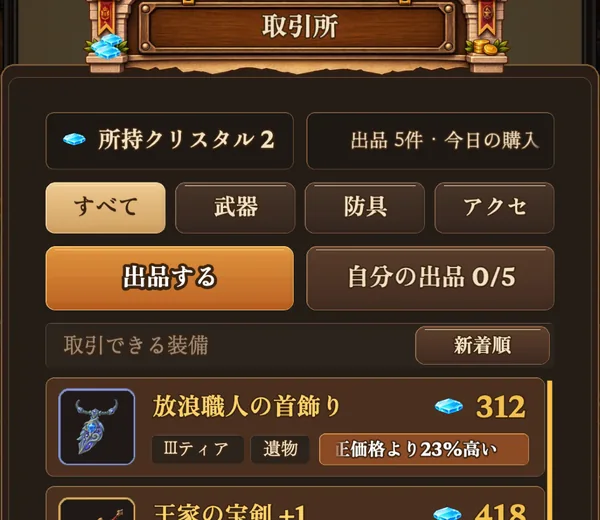 取引所
所持クリスタル 2
出品 5件・今日の購入
すべて
武器
防具
アクセ
出品する
自分の出品 0/5
取引できる装備
新着順
放浪職人の首飾り
312
Ⅲティア
遺物
正価格より23%高い
王家の宝剣 +1
418